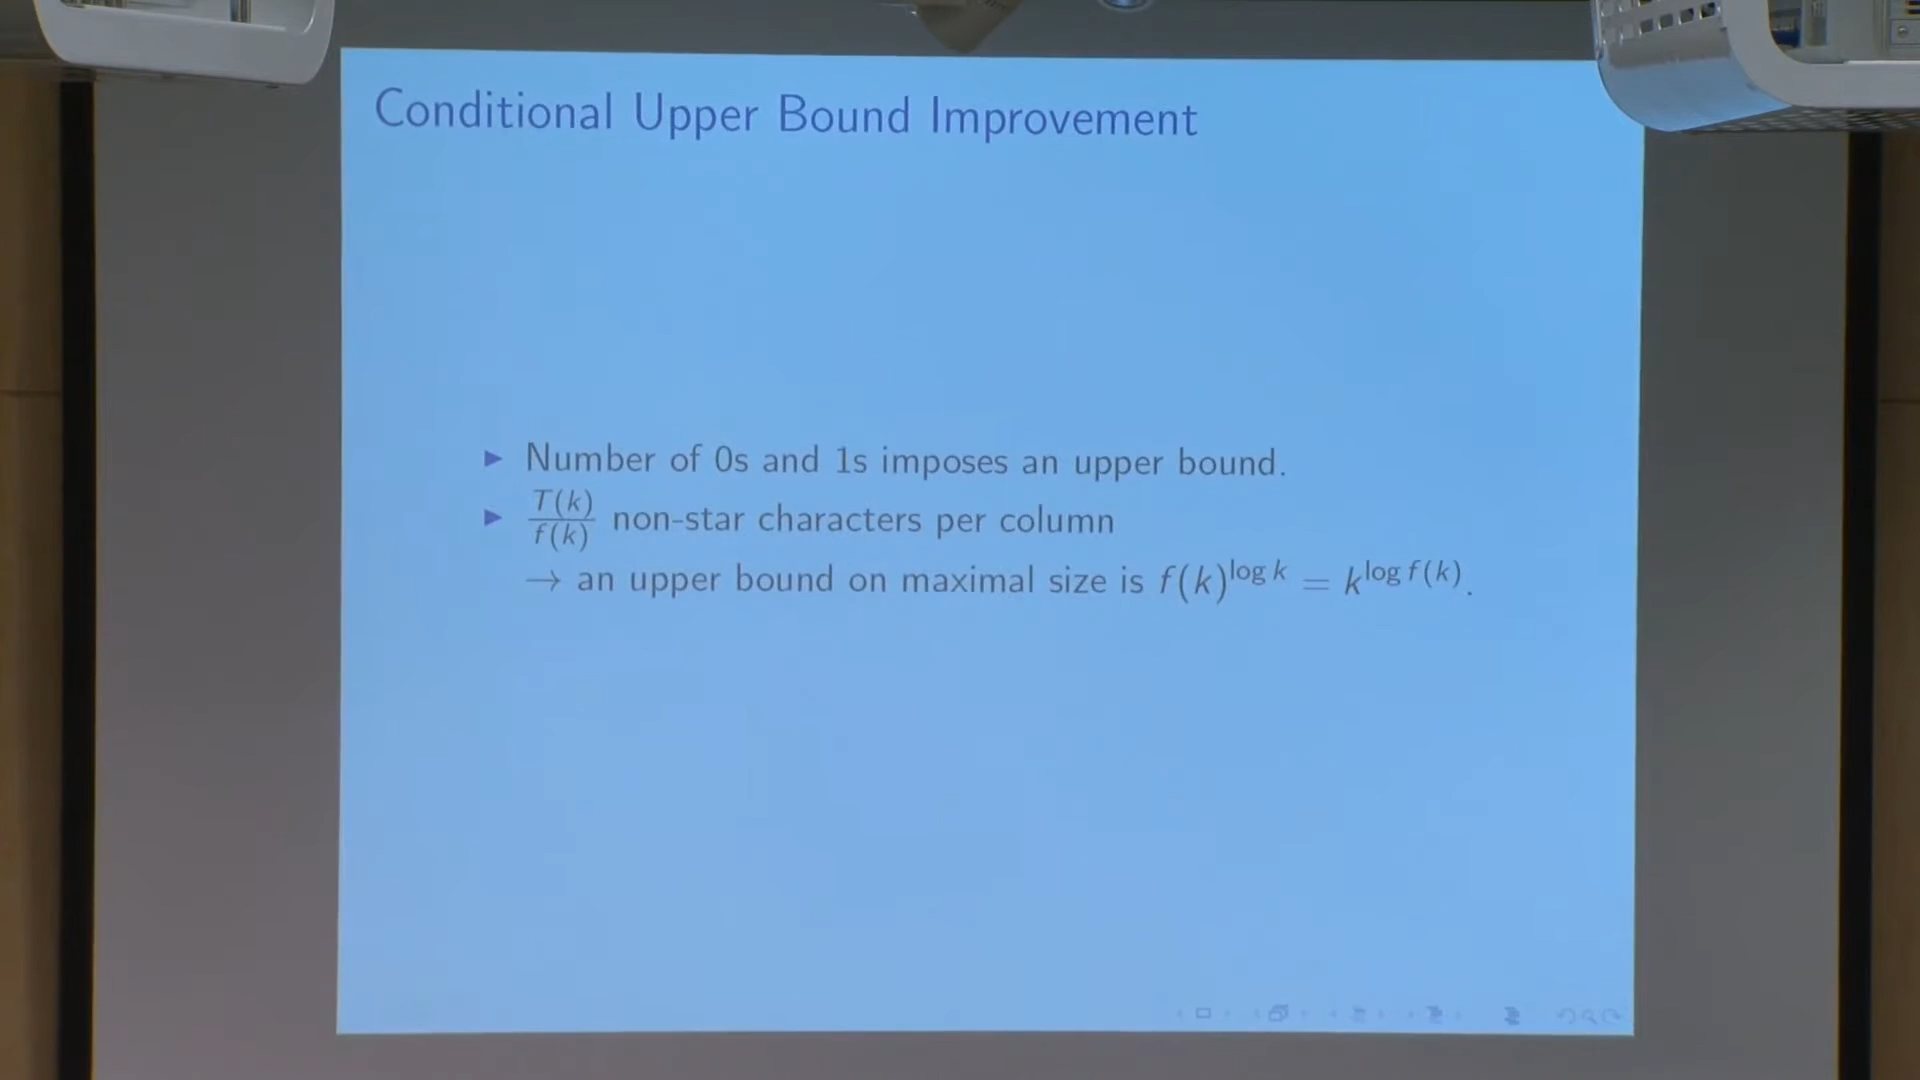 Conditional Upper Bound Improvement
► Number of 0s and 1s imposes an upper bound.
► $\frac{T(k)}{f(k)}$ non-star characters per column
→ an upper bound on maximal size is $f(k)^{\log k} = k^{\log f(k)}$.